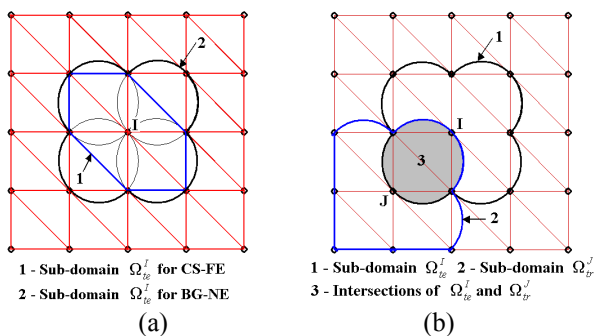 2
I
1
1 - Sub-domain Ω_te^I for CS-FE
2 - Sub-domain Ω_te^I for BG-NE
(a)
1
I
3
J
2
1 - Sub-domain Ω_te^I 2 - Sub-domain Ω_tr^J
3 - Intersections of Ω_te^I and Ω_tr^J
(b)